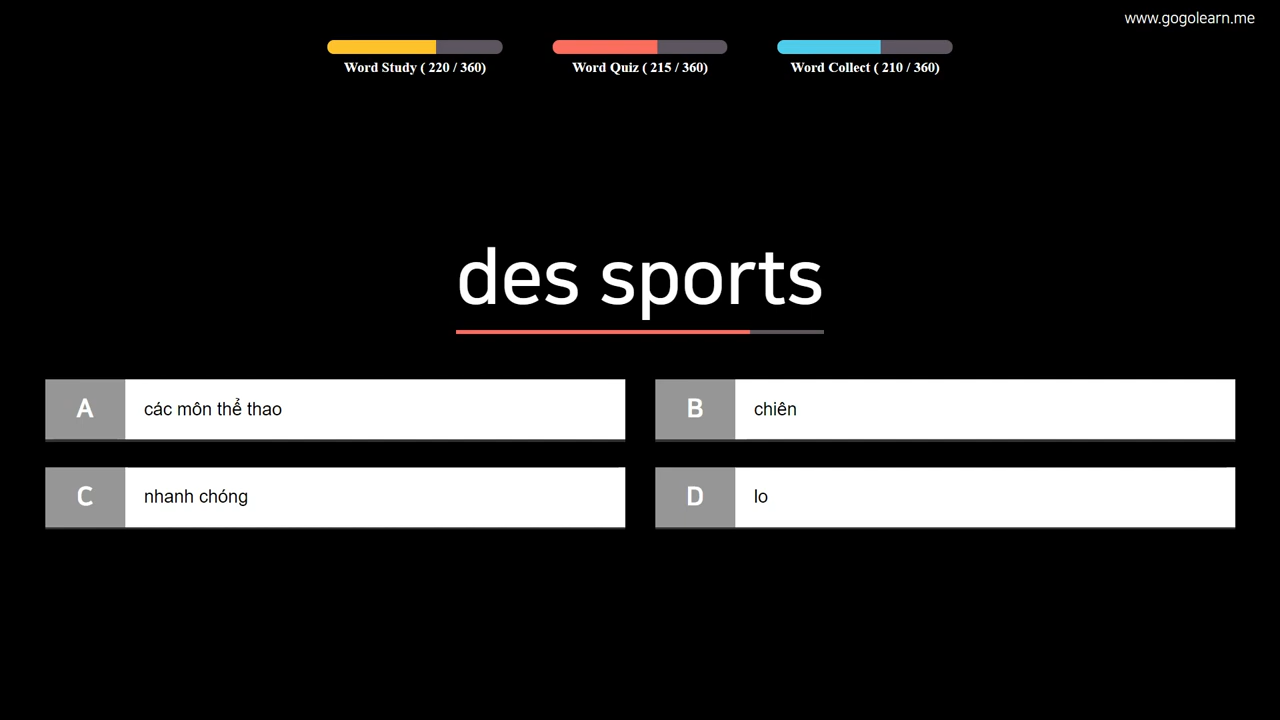 www.gogolearn.me
Word Study ( 220 / 360)
Word Quiz ( 215 / 360)
Word Collect ( 210 / 360)
des sports
A các môn thể thao
B chiên
C nhanh chóng
D lo